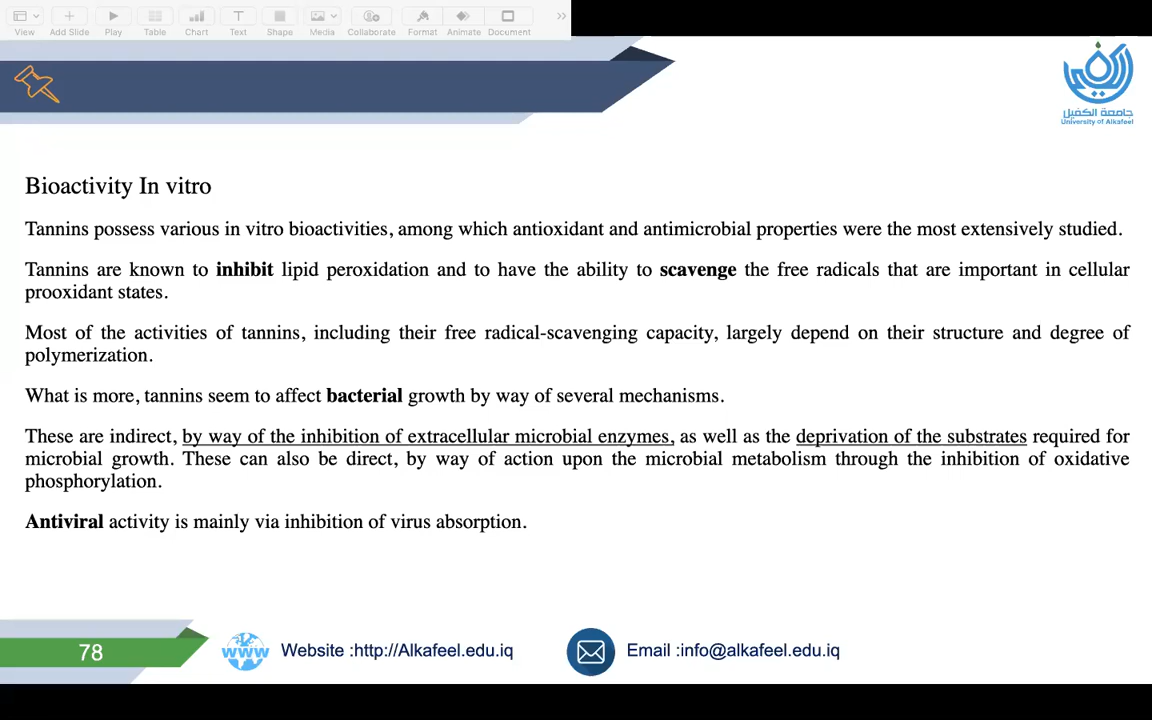 View Add Slide Play Table Chart Text Shape Media Collaborate Format Animate Document
جامعة الكفيل
University of Alkafeel
Bioactivity In vitro
Tannins possess various in vitro bioactivities, among which antioxidant and antimicrobial properties were the most extensively studied.
Tannins are known to inhibit lipid peroxidation and to have the ability to scavenge the free radicals that are important in cellular
prooxidant states.
Most of the activities of tannins, including their free radical-scavenging capacity, largely depend on their structure and degree of
polymerization.
What is more, tannins seem to affect bacterial growth by way of several mechanisms.
These are indirect, by way of the inhibition of extracellular microbial enzymes, as well as the deprivation of the substrates required for
microbial growth. These can also be direct, by way of action upon the microbial metabolism through the inhibition of oxidative
phosphorylation.
Antiviral activity is mainly via inhibition of virus absorption.
78 www Website :http://Alkafeel.edu.iq Email :info@alkafeel.edu.iq